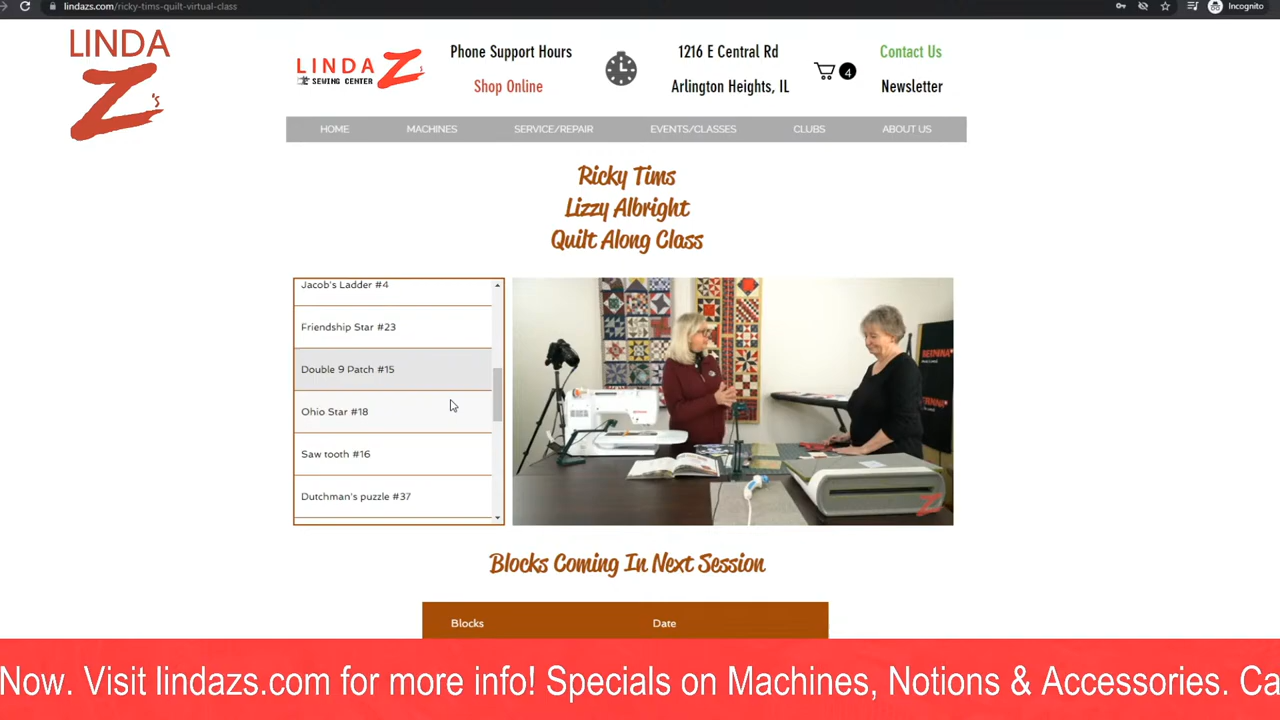 lindazs.com/ricky-tims-quilt-virtual-class
Incognito
LINDA
Z's
LINDA Z's
SEWING CENTER
Phone Support Hours
Shop Online
1216 E Central Rd
Arlington Heights, IL
4
Contact Us
Newsletter
HOME
MACHINES
SERVICE/REPAIR
EVENTS/CLASSES
CLUBS
ABOUT US
Ricky Tims
Lizzy Albright
Quilt Along Class
Jacob's Ladder #4
Friendship Star #23
Double 9 Patch #15
Ohio Star #18
Saw tooth #16
Dutchman's puzzle #37
BERNINA
Blocks Coming In Next Session
Blocks
Date
Now. Visit lindazs.com for more info! Specials on Machines, Notions & Accessories. Ca